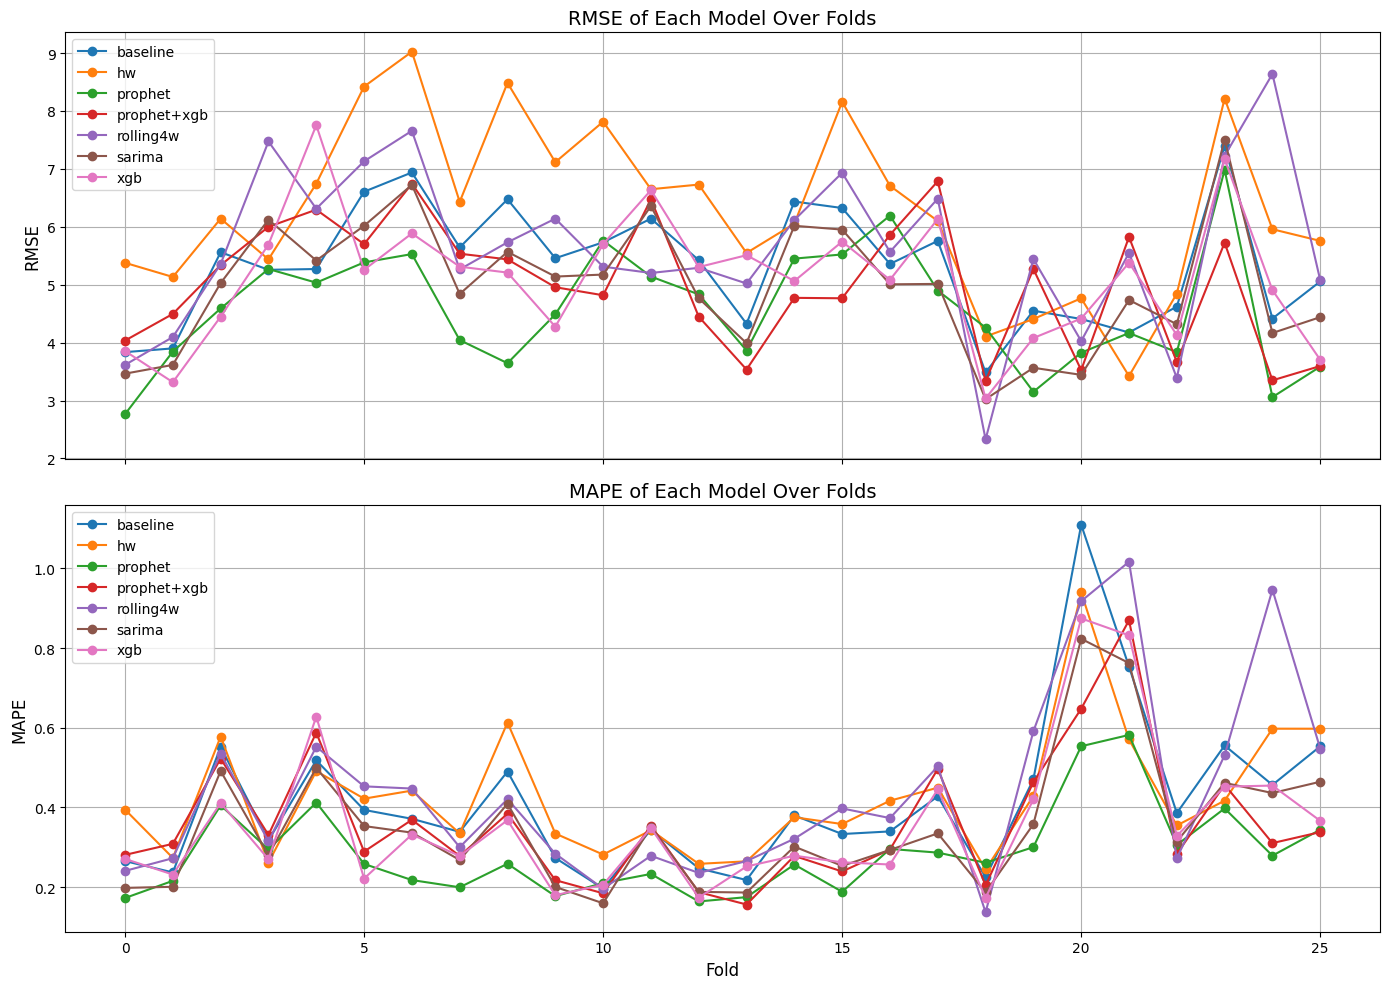 RMSE of Each Model Over Folds
baseline
hw
prophet
prophet+xgb
rolling4w
sarima
xgb
RMSE
9
8
7
6
5
4
3
2
MAPE of Each Model Over Folds
baseline
hw
prophet
prophet+xgb
rolling4w
sarima
xgb
MAPE
1.0
0.8
0.6
0.4
0.2
0 5 10 15 20 25
Fold